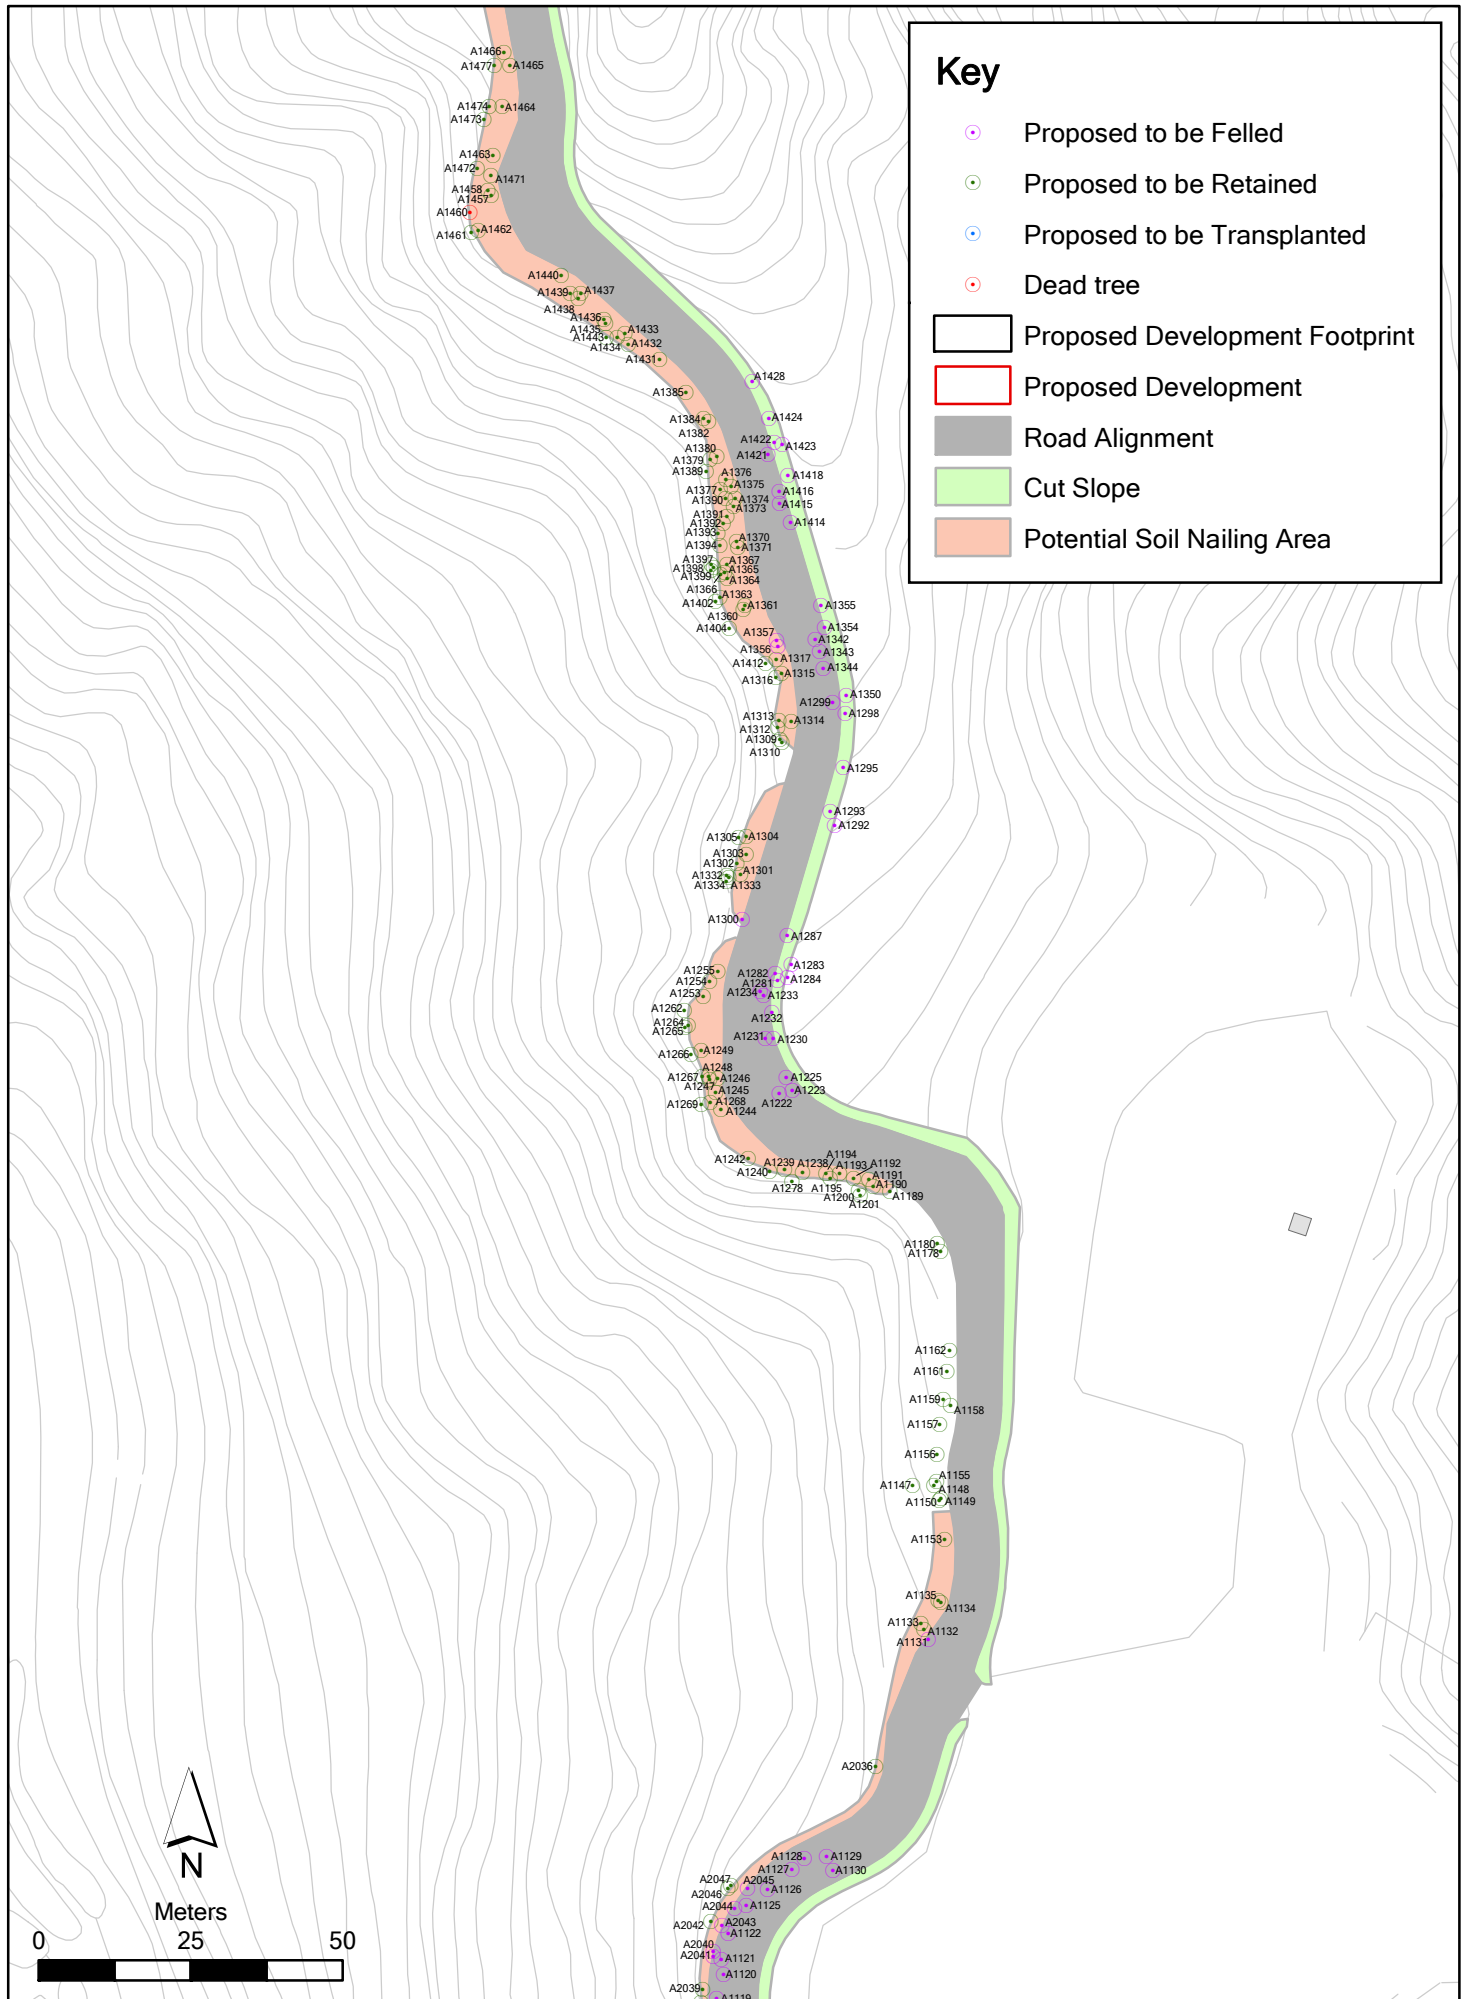 Key
Proposed to be Felled
Proposed to be Retained
Proposed to be Transplanted
Dead tree
Proposed Development Footprint
Proposed Development
Road Alignment
Cut Slope
Potential Soil Nailing Area
A1466
A1477
A1465
A1474
A1464
A1473
A1463
A1472
A1471
A1458
A1457
A1460
A1461
A1462
A1440
A1439
A1437
A1438
A1436
A1435
A1433
A1443
A1434
A1432
A1431
A1428
A1385
A1384
A1424
A1382
A1422
A1423
A1380
A1421
A1379
A1389
A1376
A1418
A1377
A1375
A1416
A1390
A1374
A1373
A1415
A1391
A1392
A1414
A1393
A1370
A1394
A1371
A1397
A1367
A1398
A1365
A1399
A1364
A1366
A1363
A1402
A1361
A1355
A1360
A1404
A1357
A1354
A1342
A1356
A1343
A1317
A1412
A1344
A1315
A1316
A1350
A1299
A1313
A1314
A1298
A1312
A1309
A1310
A1295
A1293
A1292
A1305
A1304
A1303
A1302
A1332
A1301
A1334
A1333
A1300
A1287
A1255
A1282
A1283
A1254
A1281
A1284
A1253
A1234
A1233
A1262
A1232
A1264
A1265
A1231
A1230
A1266
A1249
A1248
A1267
A1246
A1225
A1247
A1245
A1223
A1269
A1268
A1222
A1244
A1242
A1194
A1239
A1238
A1193
A1192
A1240
A1191
A1278
A1195
A1190
A1200
A1189
A1201
A1180
A1178
A1162
A1161
A1159
A1158
A1157
A1156
A1155
A1147
A1148
A1150
A1149
A1153
A1135
A1134
A1133
A1132
A1131
A2036
A1128
A1129
A1127
A1130
A2047
A2045
A2046
A1126
A2044
A1125
A2042
A2043
A1122
A2040
A2041
A1121
A1120
A2039
A1119
N
Meters
0 25 50